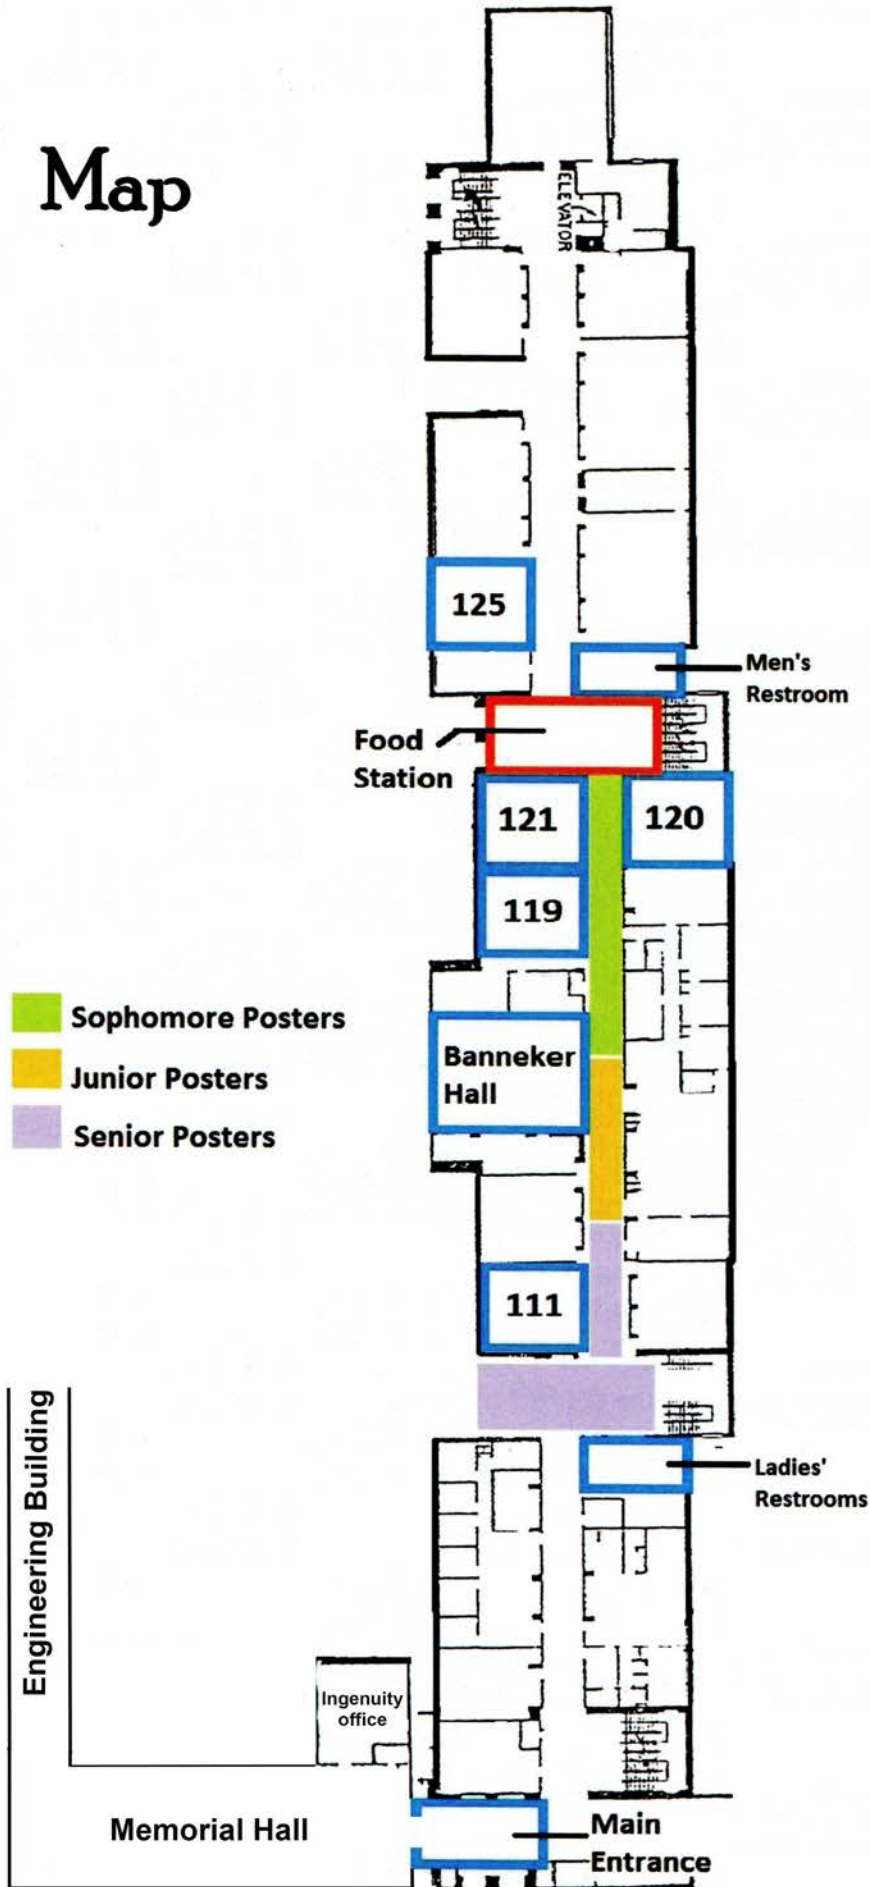 Map
ELEVATOR
125
Men's
Restroom
Food
Station
121
120
119
Sophomore Posters
Junior Posters
Senior Posters
Banneker
Hall
111
Engineering Building
Ladies'
Restrooms
Ingenuity
office
Memorial Hall
Main
Entrance